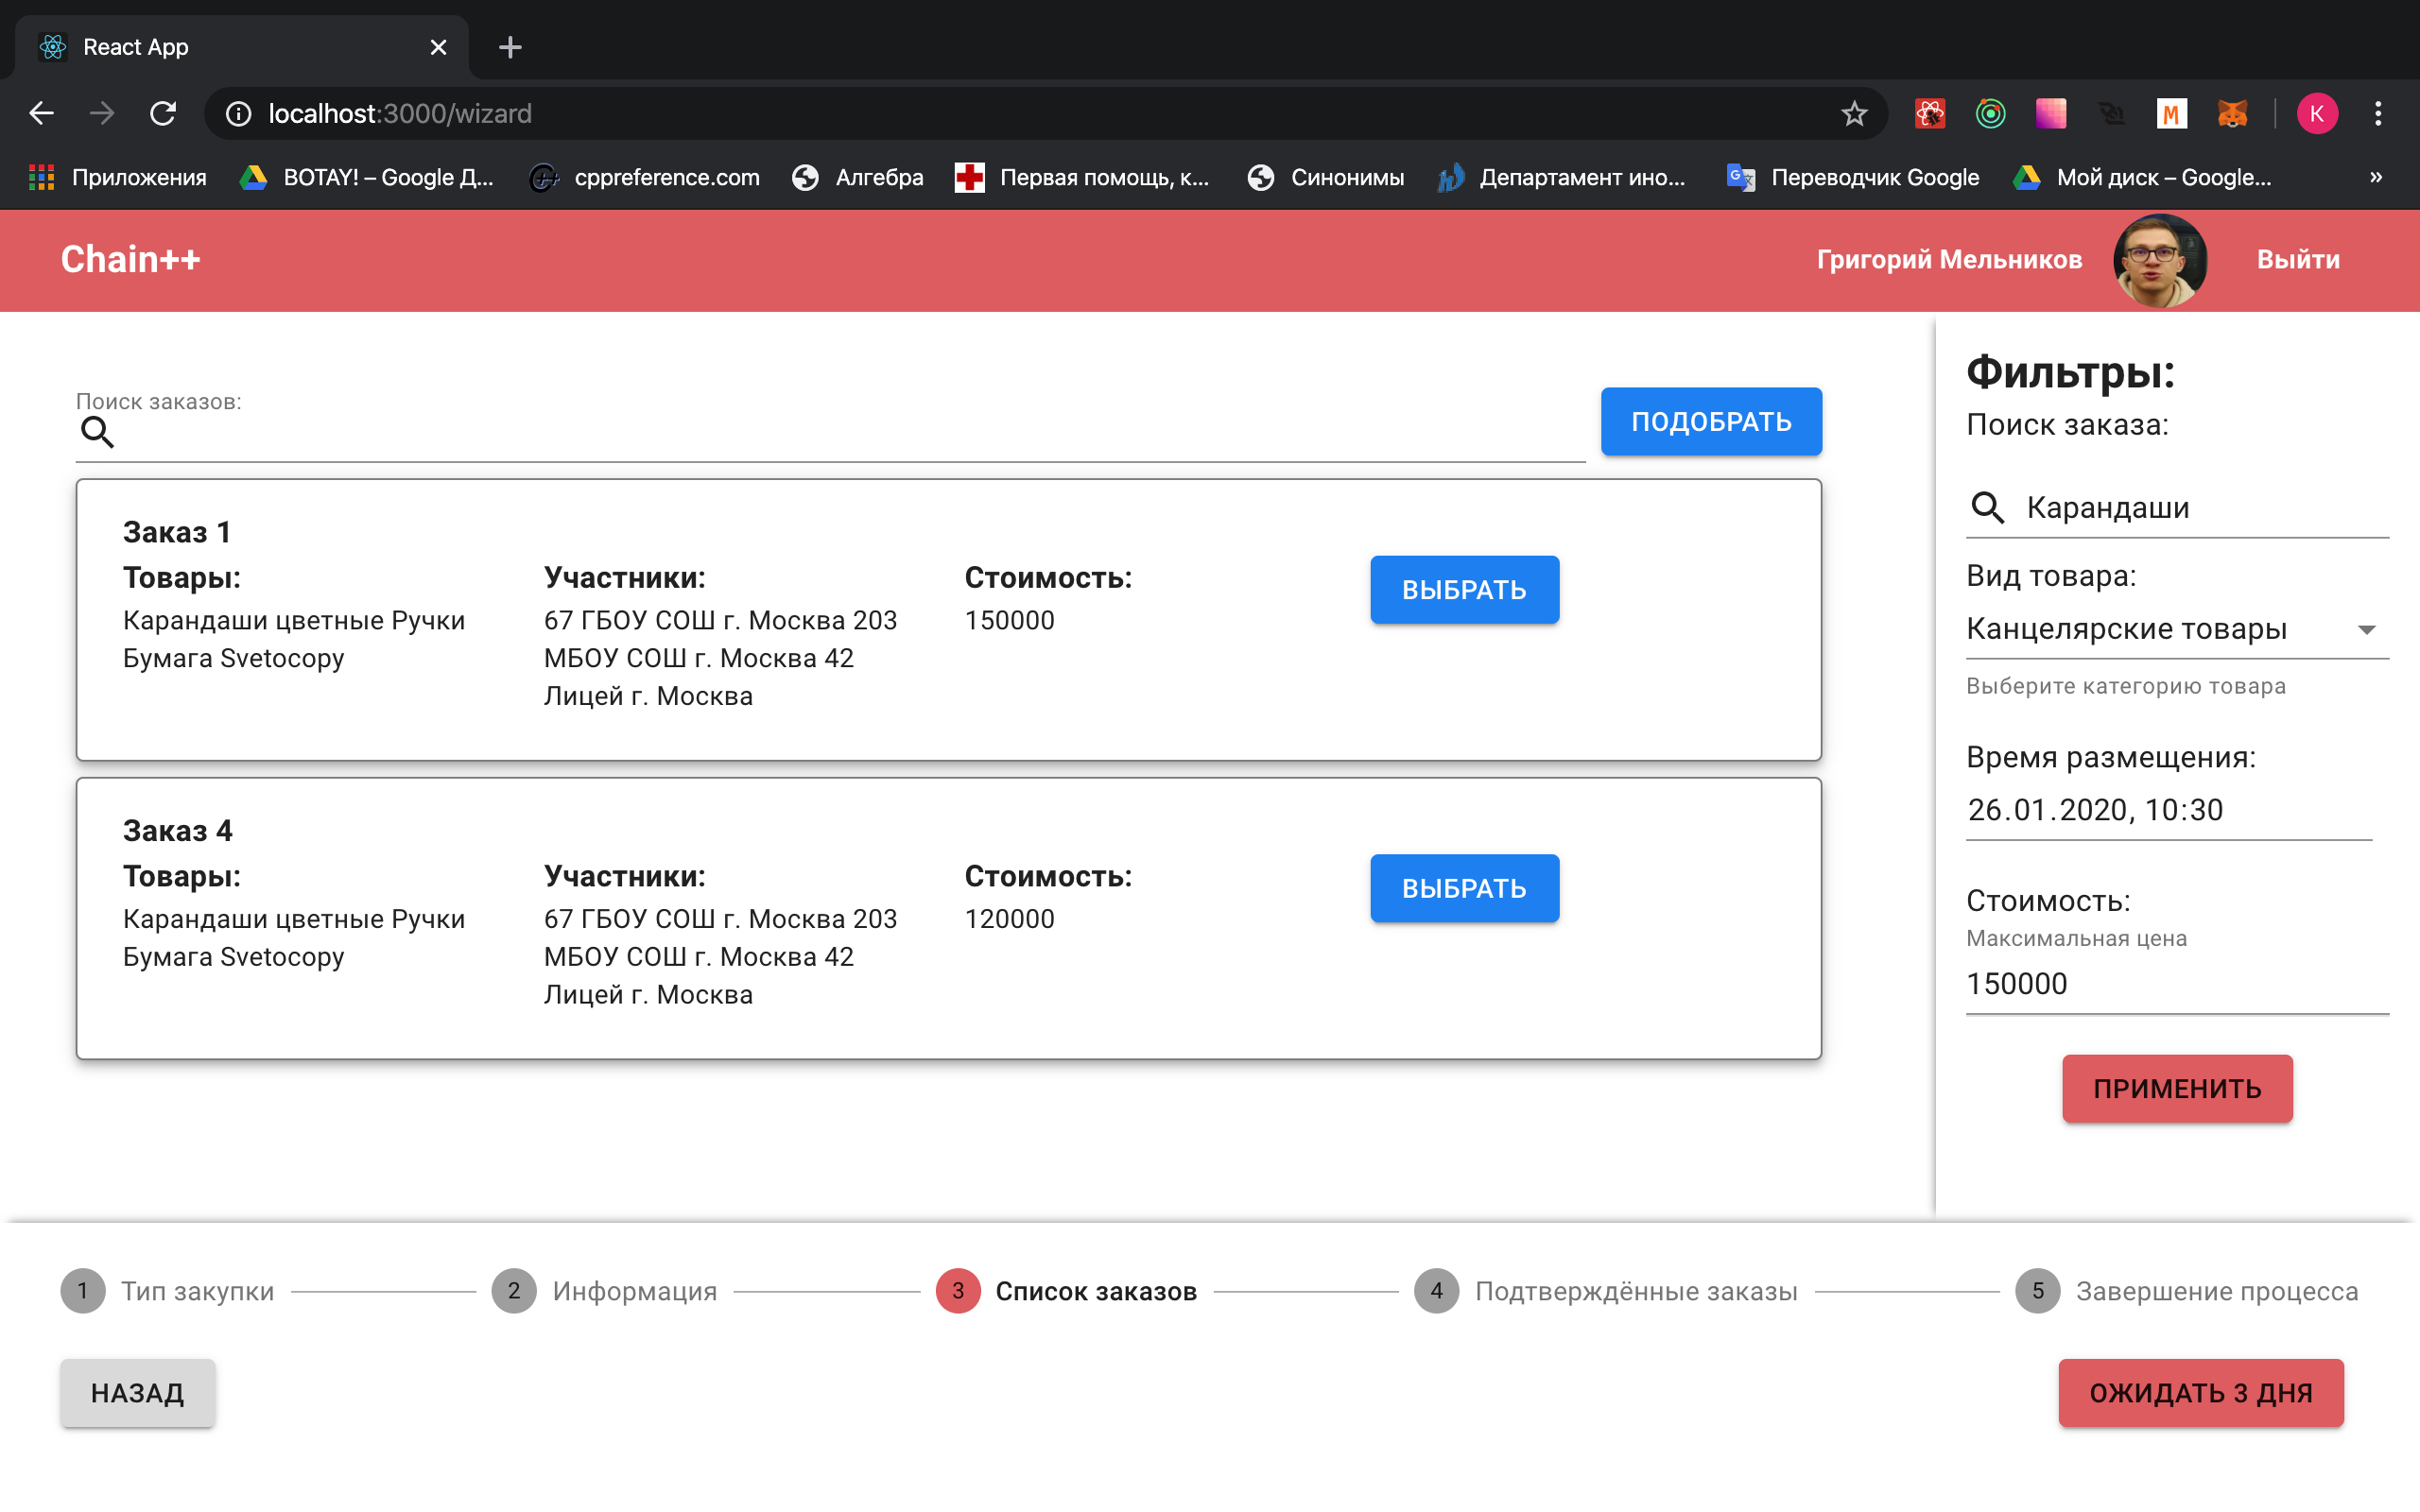 React App
localhost:3000/wizard
K
Приложения
BOTAY! – Google Д...
cppreference.com
Алгебра
Первая помощь, к...
Синонимы
Департамент ино...
Переводчик Google
Мой диск – Google...
»
Chain++
Григорий Мельников
Выйти
Поиск заказов:
ПОДОБРАТЬ
Заказ 1
Товары:
Карандаши цветные Ручки
Бумага Svetocopy
Участники:
67 ГБОУ СОШ г. Москва 203
МБОУ СОШ г. Москва 42
Лицей г. Москва
Стоимость:
150000
ВЫБРАТЬ
Заказ 4
Товары:
Карандаши цветные Ручки
Бумага Svetocopy
Участники:
67 ГБОУ СОШ г. Москва 203
МБОУ СОШ г. Москва 42
Лицей г. Москва
Стоимость:
120000
ВЫБРАТЬ
Фильтры:
Поиск заказа:
Карандаши
Вид товара:
Канцелярские товары
Выберите категорию товара
Время размещения:
26.01.2020, 10:30
Стоимость:
Максимальная цена
150000
ПРИМЕНИТЬ
1 Тип закупки
2 Информация
3 Список заказов
4 Подтверждённые заказы
5 Завершение процесса
НАЗАД
ОЖИДАТЬ 3 ДНЯ